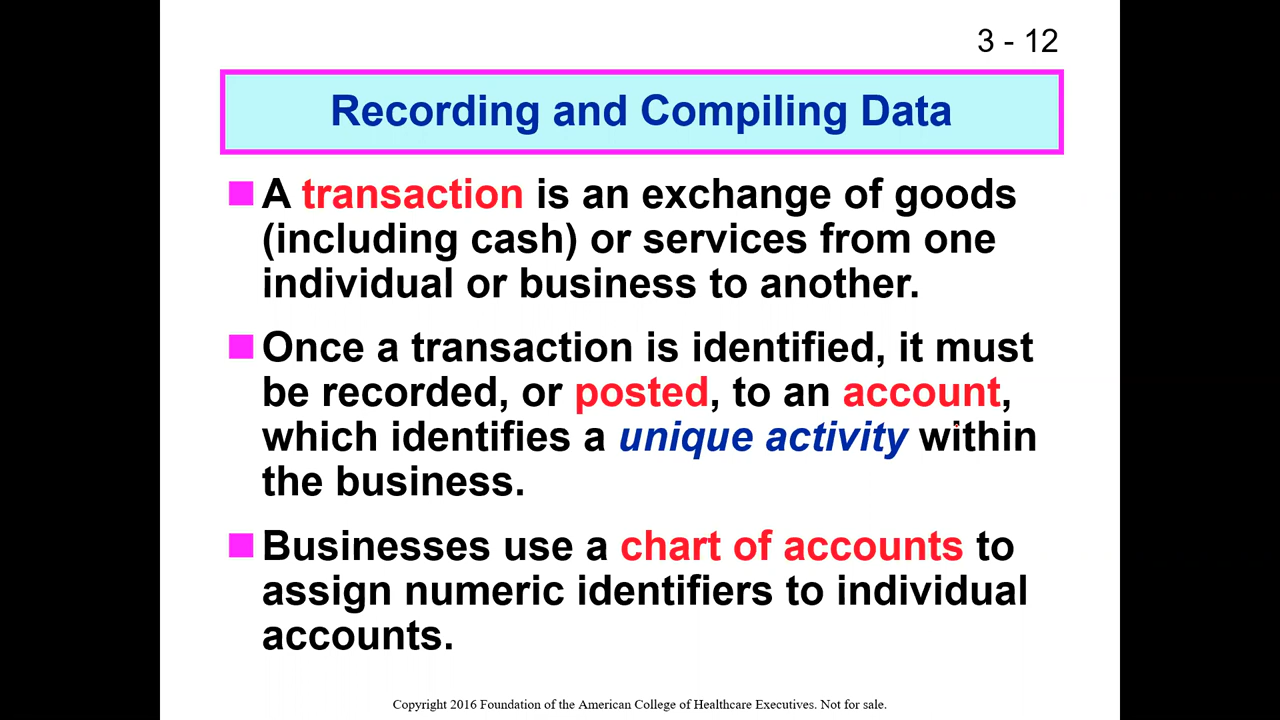 3 - 12
Recording and Compiling Data
A transaction is an exchange of goods
(including cash) or services from one
individual or business to another.
Once a transaction is identified, it must
be recorded, or posted, to an account,
which identifies a unique activity within
the business.
Businesses use a chart of accounts to
assign numeric identifiers to individual
accounts.
Copyright 2016 Foundation of the American College of Healthcare Executives. Not for sale.